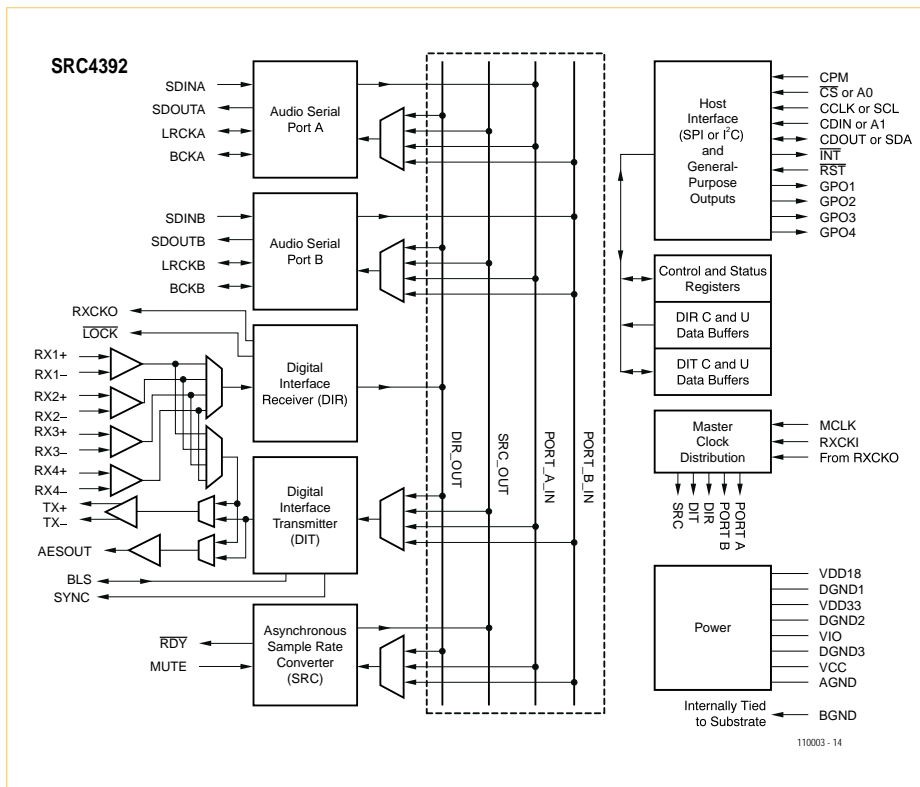 SRC4392
SDINA
SDOUTA
LRCKA
BCKA
Audio Serial
Port A
SDINB
SDOUTB
LRCKB
BCKB
Audio Serial
Port B
RXCKO
LOCK
RX1+
RX1–
RX2+
RX2–
RX3+
RX3–
RX4+
RX4–
TX+
TX–
AESOUT
BLS
SYNC
Digital
Interface
Receiver (DIR)
Digital
Interface
Transmitter
(DIT)
RDY
MUTE
Asynchronous
Sample Rate
Converter
(SRC)
DIR_OUT
SRC_OUT
PORT_A_IN
PORT_B_IN
Host
Interface
(SPI or I²C)
and
General-
Purpose
Outputs
CPM
CS or A0
CCLK or SCL
CDIN or A1
CDOUT or SDA
INT
RST
GPO1
GPO2
GPO3
GPO4
Control and Status
Registers
DIR C and U
Data Buffers
DIT C and U
Data Buffers
Master
Clock
Distribution
MCLK
RXCKI
From RXCKO
SRC
DIT
DIR
PORT B
PORT A
Power
VDD18
DGND1
VDD33
DGND2
VIO
DGND3
VCC
AGND
Internally Tied
to Substrate
BGND
110003 - 14